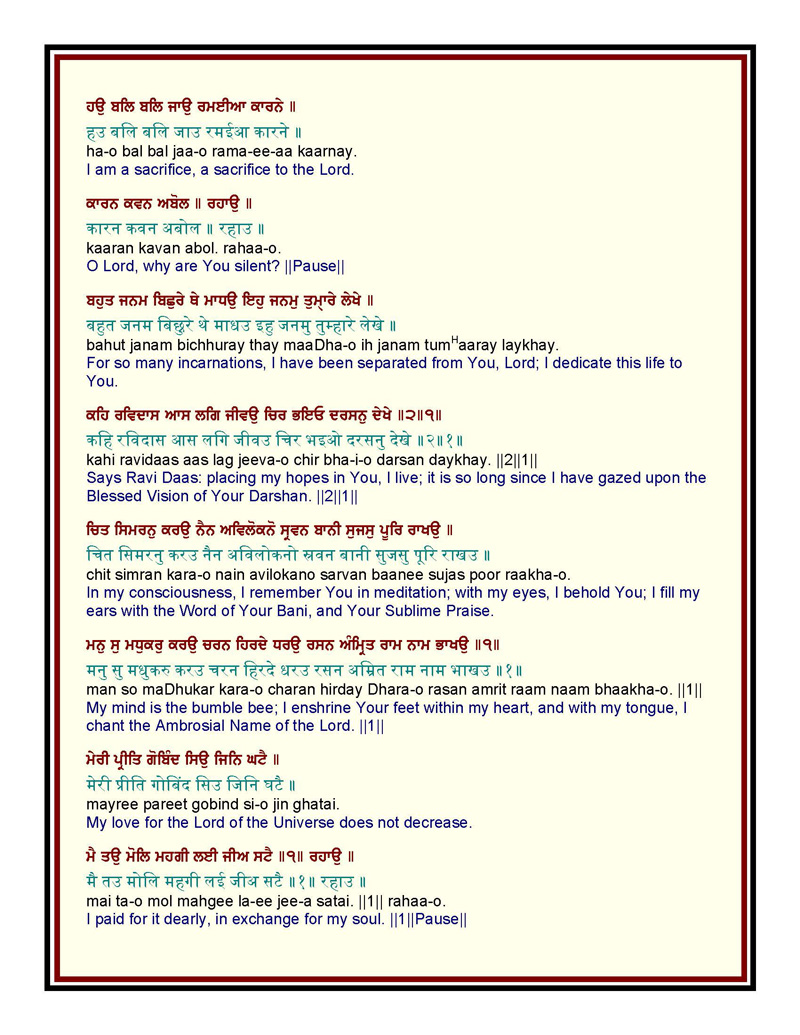 ਹਉ ਬਲਿ ਬਲਿ ਜਾਉ ਰਮਈਆ ਕਾਰਨੇ ॥
हउ बलि बलि जाउ रमईआ कारने ॥
ha-o bal bal jaa-o rama-ee-aa kaarnay.
I am a sacrifice, a sacrifice to the Lord.
ਕਾਰਨ ਕਵਨ ਅਬੋਲ ॥ ਰਹਾਉ ॥
कारन कवन अबोल ॥ रहाउ ॥
kaaran kavan abol. rahaa-o.
O Lord, why are You silent? ||Pause||
ਬਹੁਤ ਜਨਮ ਬਿਛੁਰੇ ਥੇ ਮਾਧਉ ਇਹੁ ਜਨਮੁ ਤੁਮ੍ਹਾਰੇ ਲੇਖੇ ॥
बहुत जनम बिछुरे थे माधउ इहु जनमु तुम्हारे लेखे ॥
bahut janam bichhuray thay maaDha-o ih janam tumHaaray laykhay.
For so many incarnations, I have been separated from You, Lord; I dedicate this life to
You.
ਕਹਿ ਰਵਿਦਾਸ ਆਸ ਲਗਿ ਜੀਵਉ ਚਿਰ ਭਇਓ ਦਰਸਨੁ ਦੇਖੇ ॥੨॥੧॥
कहि रविदास आस लगि जीवउ चिर भइओ दरसनु देखे ॥२॥१॥
kahi ravidaas aas lag jeeva-o chir bha-i-o darsan daykhay. ||2||1||
Says Ravi Daas: placing my hopes in You, I live; it is so long since I have gazed upon the
Blessed Vision of Your Darshan. ||2||1||
ਚਿਤ ਸਿਮਰਨੁ ਕਰਉ ਨੈਨ ਅਵਿਲੋਕਨੋ ਸ੍ਰਵਨ ਬਾਨੀ ਸੁਜਸੁ ਪੂਰਿ ਰਾਖਉ ॥
चित सिमरनु करउ नैन अविलोकनो स्रवन बानी सुजसु पूरि राखउ ॥
chit simran kara-o nain avilokano sarvan baanee sujas poor raakha-o.
In my consciousness, I remember You in meditation; with my eyes, I behold You; I fill my
ears with the Word of Your Bani, and Your Sublime Praise.
ਮਨੁ ਸੁ ਮਧੁਕਰੁ ਕਰਉ ਚਰਨ ਹਿਰਦੇ ਧਰਉ ਰਸਨ ਅੰਮ੍ਰਿਤ ਰਾਮ ਨਾਮ ਭਾਖਉ ॥੧॥
मनु सु मधुकरु करउ चरन हिरदे धरउ रसन अम्रित राम नाम भाखउ ॥१॥
man so maDhukar kara-o charan hirday Dhara-o rasan amrit raam naam bhaakha-o. ||1||
My mind is the bumble bee; I enshrine Your feet within my heart, and with my tongue, I
chant the Ambrosial Name of the Lord. ||1||
ਮੇਰੀ ਪ੍ਰੀਤਿ ਗੋਬਿੰਦ ਸਿਉ ਜਿਨਿ ਘਟੈ ॥
मेरी प्रीति गोबिंद सिउ जिनि घटै ॥
mayree pareet gobind si-o jin ghatai.
My love for the Lord of the Universe does not decrease.
ਮੈ ਤਉ ਮੋਲਿ ਮਹਗੀ ਲਈ ਜੀਅ ਸਟੈ ॥੧॥ ਰਹਾਉ ॥
मै तउ मोलि महगी लई जीअ सटै ॥१॥ रहाउ ॥
mai ta-o mol mahgee la-ee jee-a satai. ||1|| rahaa-o.
I paid for it dearly, in exchange for my soul. ||1||Pause||